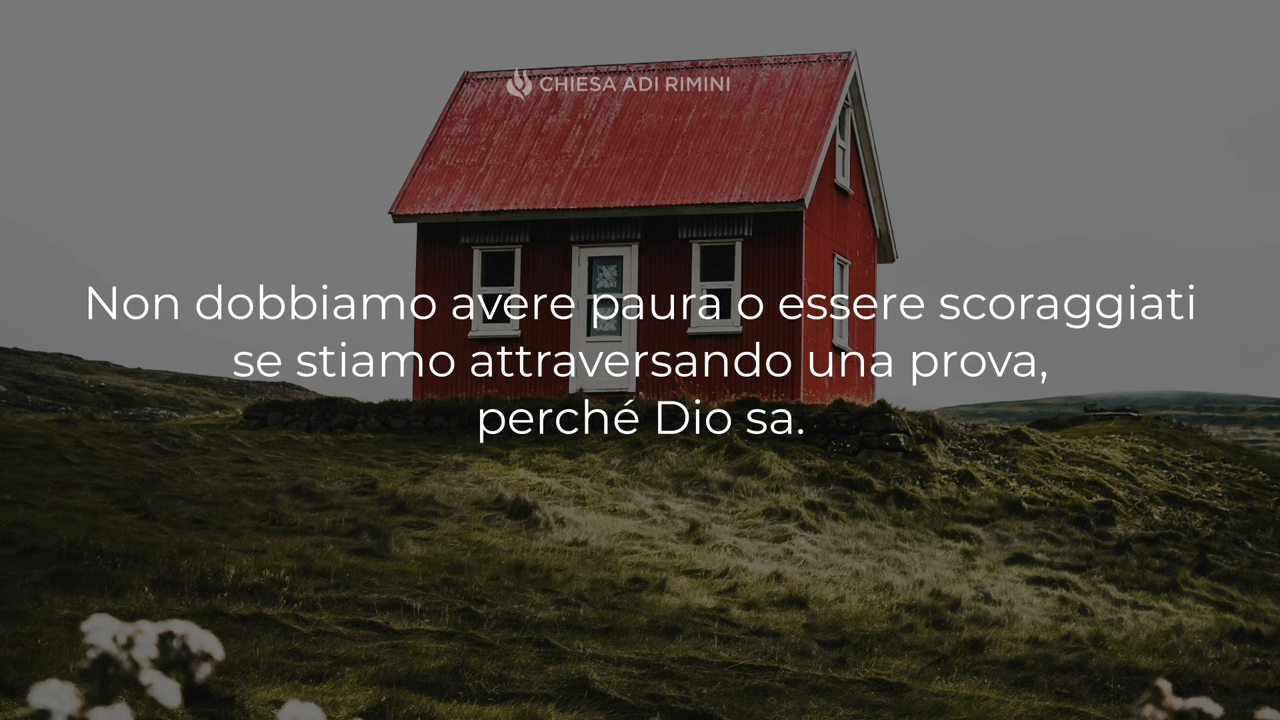 CHIESA ADI RIMINI
Non dobbiamo avere paura o essere scoraggiati
se stiamo attraversando una prova,
perché Dio sa.